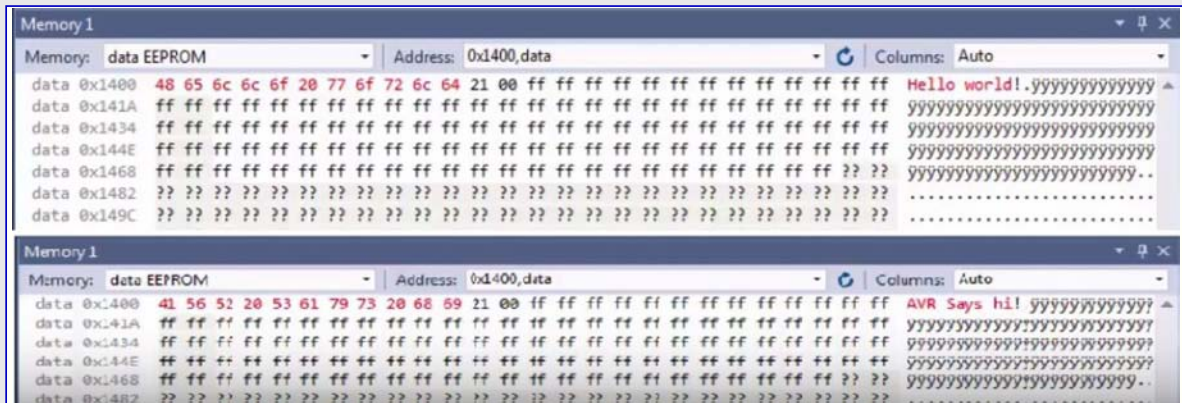 Memory 1
Memory: data EEPROM Address: 0x1400,data Columns: Auto
data 0x1400 48 65 6c 6c 6f 20 77 6f 72 6c 64 21 00 ff ff ff ff ff ff ff ff ff ff ff ff ff Hello world!.ÿÿÿÿÿÿÿÿÿÿÿÿÿ
data 0x141A ff ff ff ff ff ff ff ff ff ff ff ff ff ff ff ff ff ff ff ff ff ff ff ff ff ff ÿÿÿÿÿÿÿÿÿÿÿÿÿÿÿÿÿÿÿÿÿÿÿÿÿÿ
data 0x1434 ff ff ff ff ff ff ff ff ff ff ff ff ff ff ff ff ff ff ff ff ff ff ff ff ff ff ÿÿÿÿÿÿÿÿÿÿÿÿÿÿÿÿÿÿÿÿÿÿÿÿÿÿ
data 0x144E ff ff ff ff ff ff ff ff ff ff ff ff ff ff ff ff ff ff ff ff ff ff ff ff ff ff ÿÿÿÿÿÿÿÿÿÿÿÿÿÿÿÿÿÿÿÿÿÿÿÿÿÿ
data 0x1468 ff ff ff ff ff ff ff ff ff ff ff ff ff ff ff ff ff ff ff ff ff ff ff ff ?? ?? ÿÿÿÿÿÿÿÿÿÿÿÿÿÿÿÿÿÿÿÿÿÿÿÿ..
data 0x1482 ?? ?? ?? ?? ?? ?? ?? ?? ?? ?? ?? ?? ?? ?? ?? ?? ?? ?? ?? ?? ?? ?? ?? ?? ?? ?? ..........................
data 0x149C ?? ?? ?? ?? ?? ?? ?? ?? ?? ?? ?? ?? ?? ?? ?? ?? ?? ?? ?? ?? ?? ?? ?? ?? ?? ?? ..........................
Memory 1
Memory: data EEPROM Address: 0x1400,data Columns: Auto
data 0x1400 41 56 52 20 53 61 79 73 20 68 69 21 00 ff ff ff ff ff ff ff ff ff ff ff ff ff AVR Says hi! ÿÿÿÿÿÿÿÿÿÿÿÿÿ
data 0x141A ff ff ff ff ff ff ff ff ff ff ff ff ff ff ff ff ff ff ff ff ff ff ff ff ff ff ÿÿÿÿÿÿÿÿÿÿÿÿÿÿÿÿÿÿÿÿÿÿÿÿÿÿ
data 0x1434 ff ff ff ff ff ff ff ff ff ff ff ff ff ff ff ff ff ff ff ff ff ff ff ff ff ff ÿÿÿÿÿÿÿÿÿÿÿÿÿÿÿÿÿÿÿÿÿÿÿÿÿÿ
data 0x144E ff ff ff ff ff ff ff ff ff ff ff ff ff ff ff ff ff ff ff ff ff ff ff ff ff ff ÿÿÿÿÿÿÿÿÿÿÿÿÿÿÿÿÿÿÿÿÿÿÿÿÿÿ
data 0x1468 ff ff ff ff ff ff ff ff ff ff ff ff ff ff ff ff ff ff ff ff ff ff ff ff ?? ?? ÿÿÿÿÿÿÿÿÿÿÿÿÿÿÿÿÿÿÿÿÿÿÿÿ..
data 0x1482 ?? ?? ?? ?? ?? ?? ?? ?? ?? ?? ?? ?? ?? ?? ?? ?? ?? ?? ?? ?? ?? ?? ?? ?? ?? ??